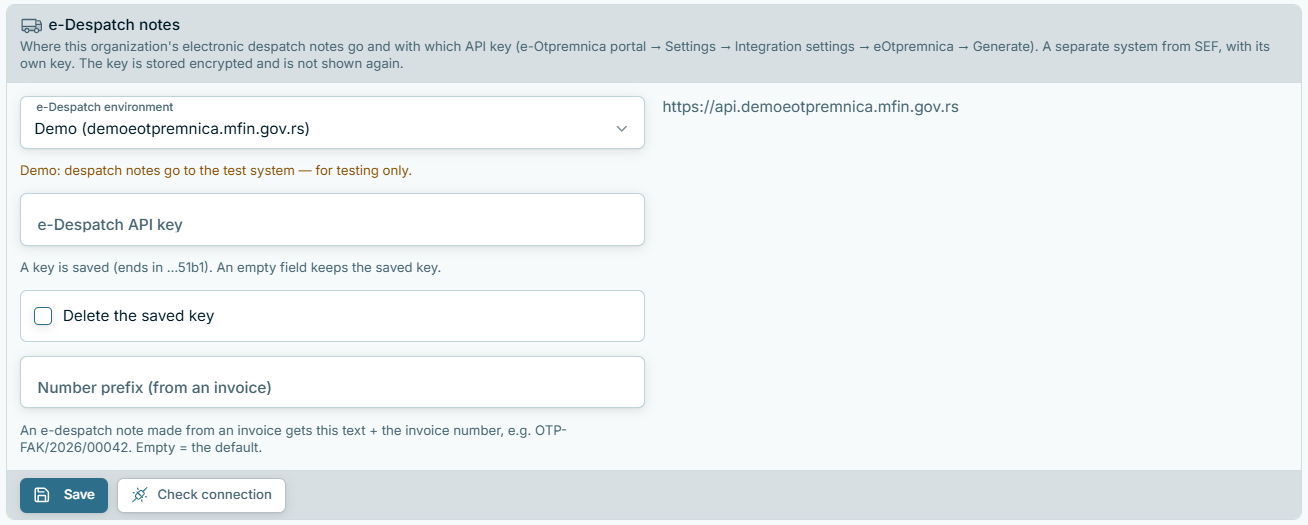 e-Despatch notes
Where this organization's electronic despatch notes go and with which API key (e-Otpremnica portal → Settings → Integration settings → eOtpremnica → Generate). A separate system from SEF, with its
own key. The key is stored encrypted and is not shown again.
e-Despatch environment
Demo (demoeotpremnica.mfin.gov.rs)
https://api.demoeotpremnica.mfin.gov.rs
Demo: despatch notes go to the test system — for testing only.
e-Despatch API key
A key is saved (ends in …51b1). An empty field keeps the saved key.
Delete the saved key
Number prefix (from an invoice)
An e-despatch note made from an invoice gets this text + the invoice number, e.g. OTP-
FAK/2026/00042. Empty = the default.
Save
Check connection